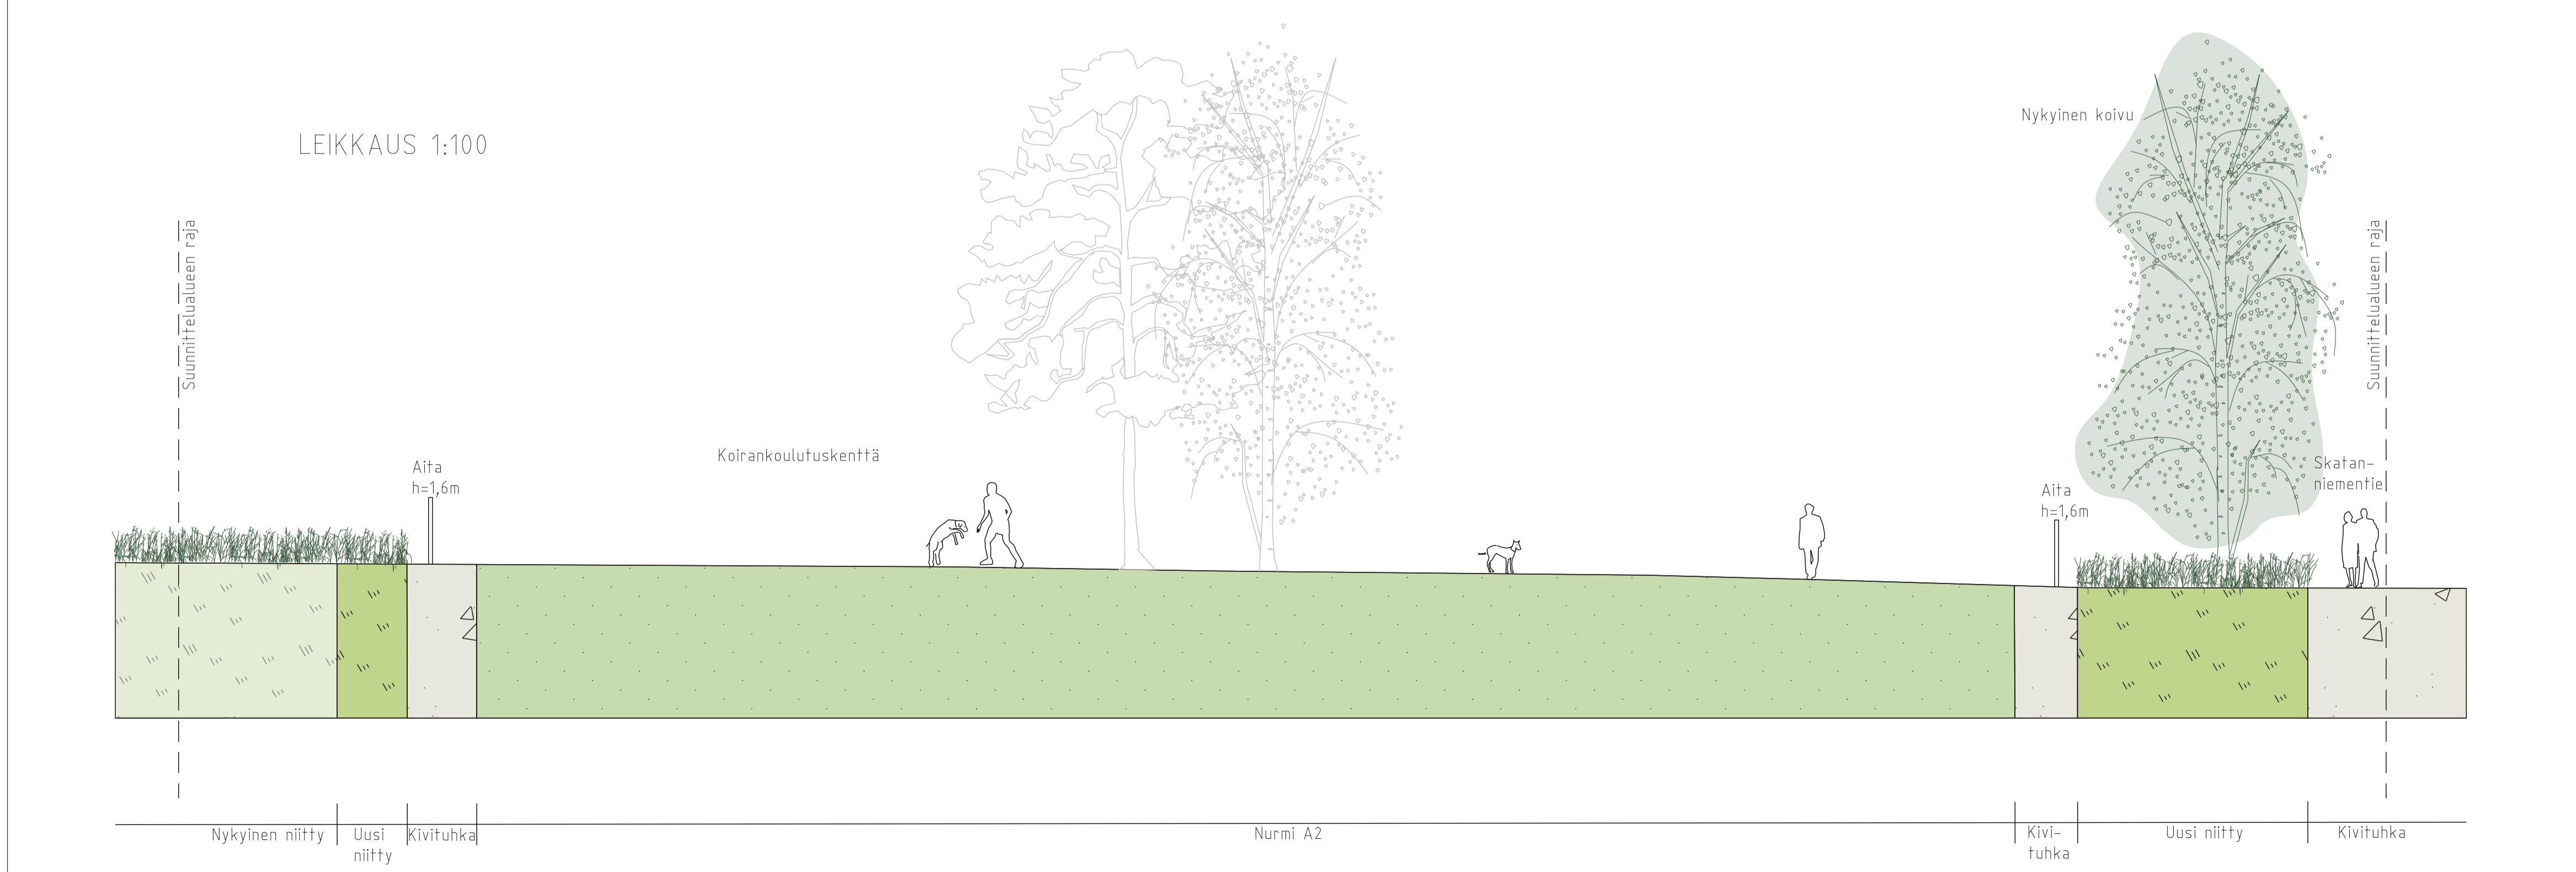 LEIKKAUS 1:100
Nykyinen koivu
Suunnittelualueen raja
Suunnittelualueen raja
Koirankoulutuskenttä
Aita
h=1,6m
Skatan-
niementie
Aita
h=1,6m
Nykyinen niitty
Uusi
niitty
Kivituhka
Nurmi A2
Kivi-
tuhka
Uusi niitty
Kivituhka